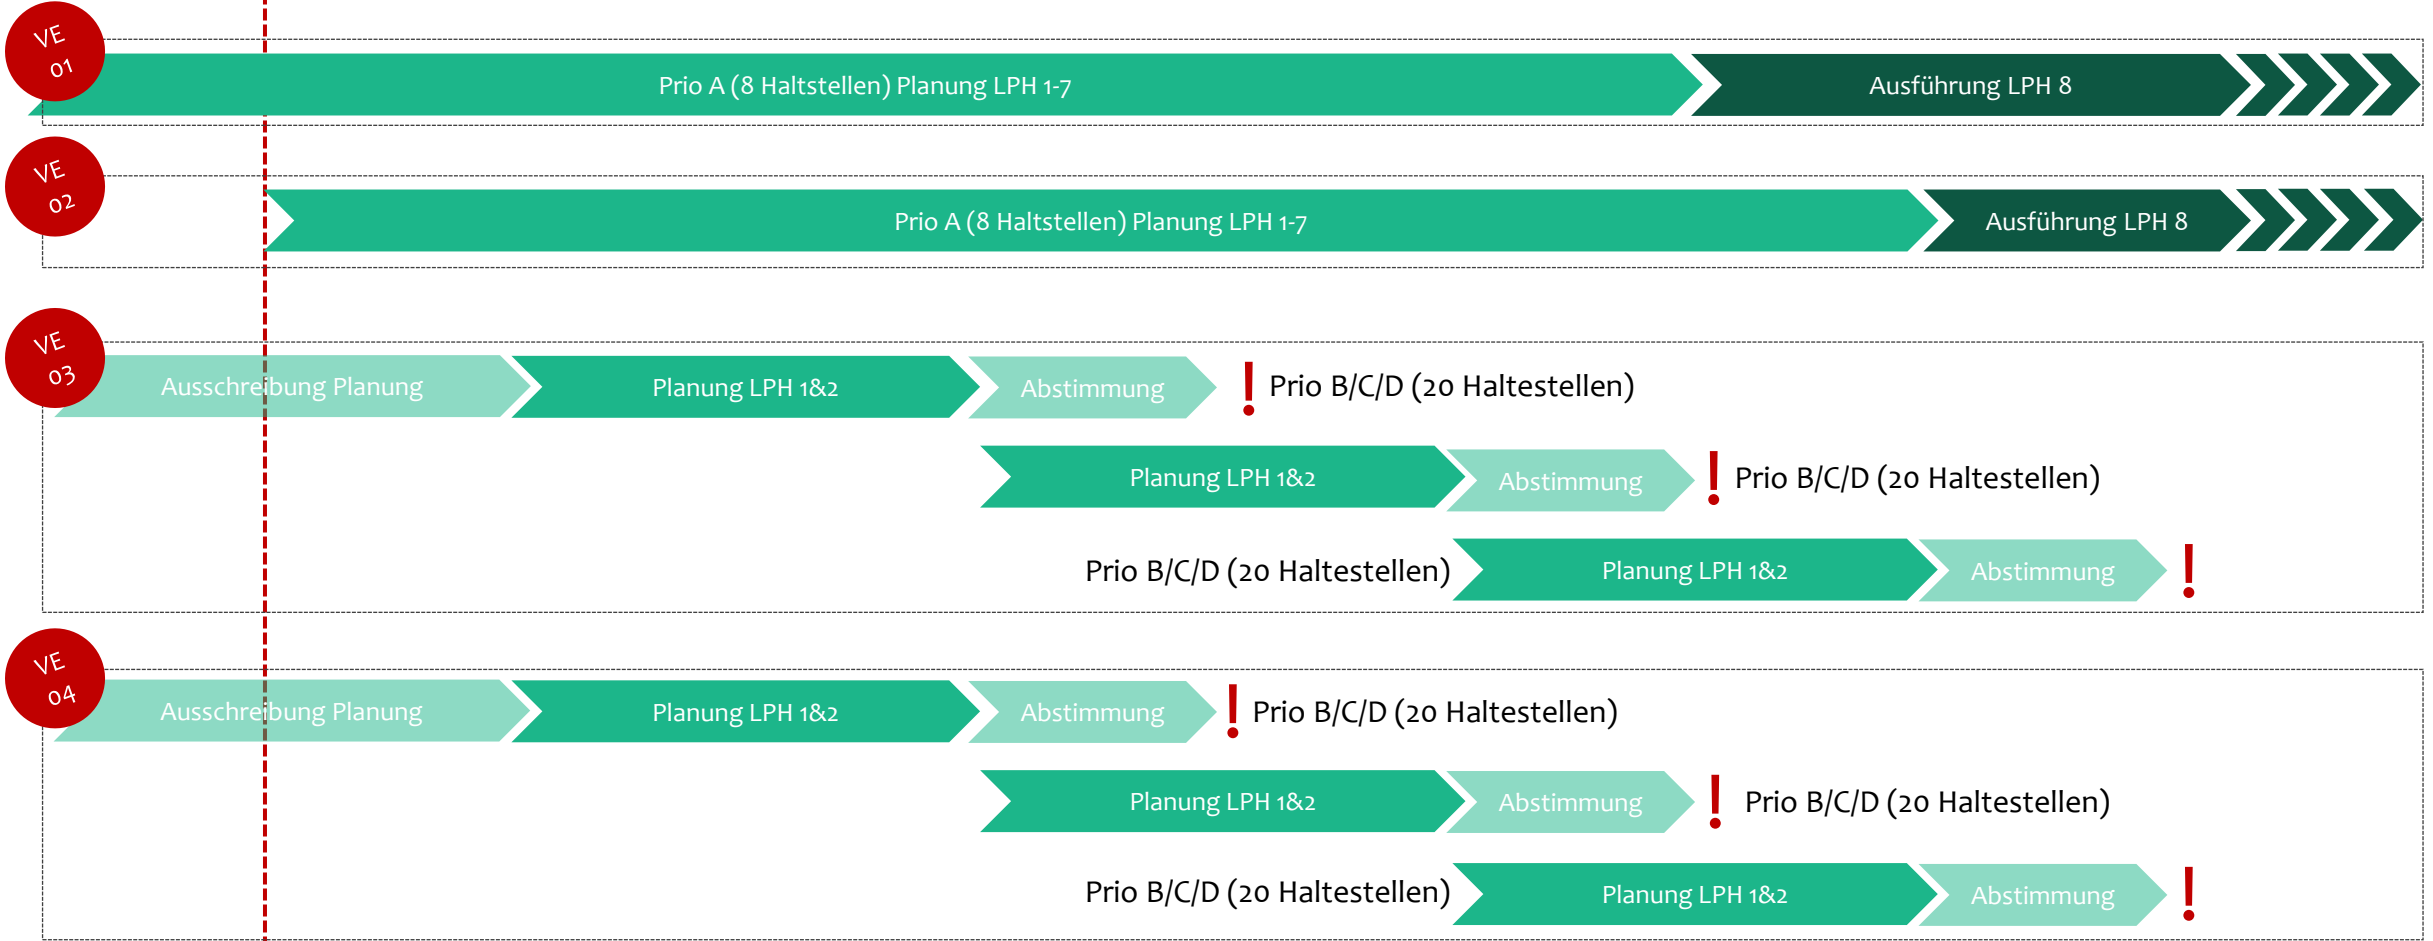 VE
01
Prio A (8 Haltstellen) Planung LPH 1-7
Ausführung LPH 8
VE
02
Prio A (8 Haltstellen) Planung LPH 1-7
Ausführung LPH 8
VE
03
Ausschreibung Planung
Planung LPH 1&2
Abstimmung
! Prio B/C/D (20 Haltestellen)
Planung LPH 1&2
Abstimmung
! Prio B/C/D (20 Haltestellen)
Prio B/C/D (20 Haltestellen)
Planung LPH 1&2
Abstimmung
!
VE
04
Ausschreibung Planung
Planung LPH 1&2
Abstimmung
! Prio B/C/D (20 Haltestellen)
Planung LPH 1&2
Abstimmung
! Prio B/C/D (20 Haltestellen)
Prio B/C/D (20 Haltestellen)
Planung LPH 1&2
Abstimmung
!